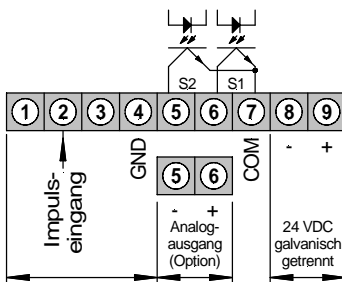 S2 S1
1 2 3 4 5 6 7 8 9
Impuls-
eingang
GND
5 6
- +
Analog-
ausgang
(Option)
COM
- +
24 VDC
galvanisch
getrennt